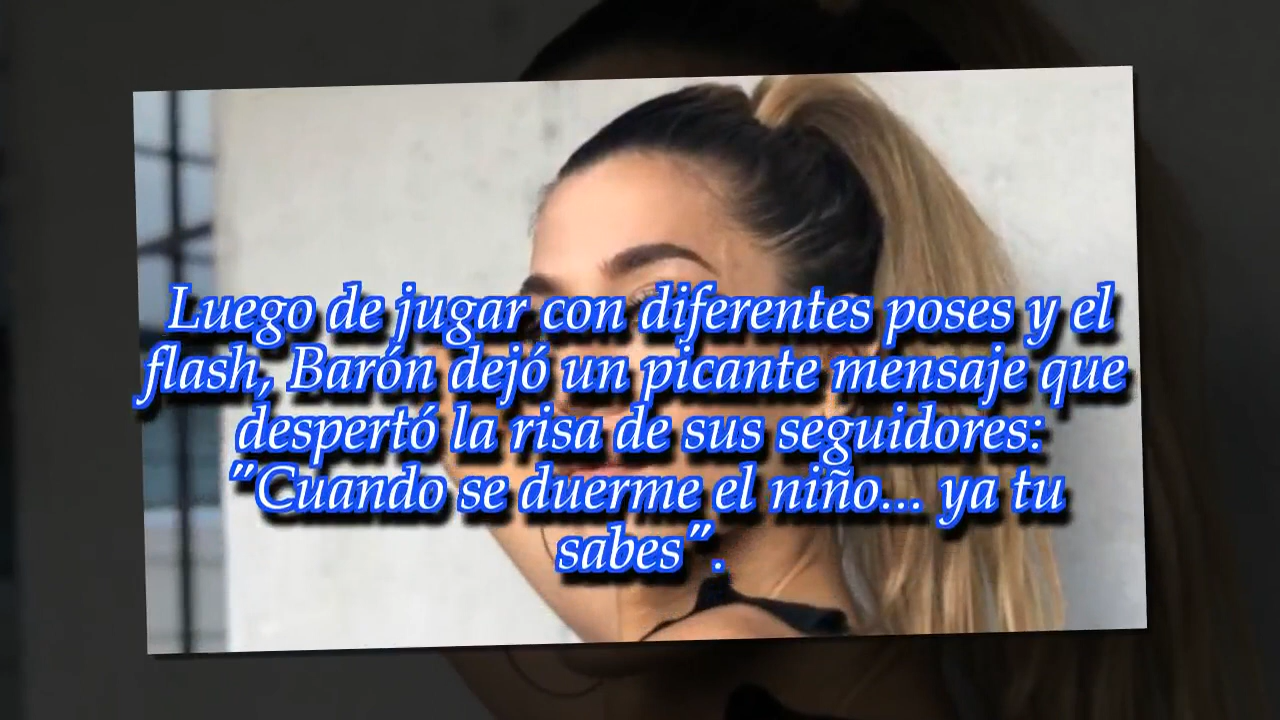 Luego de jugar con diferentes poses y el
flash, Barón dejó un picante mensaje que
despertó la risa de sus seguidores:
"Cuando se duerme el niño... ya tu
sabes".